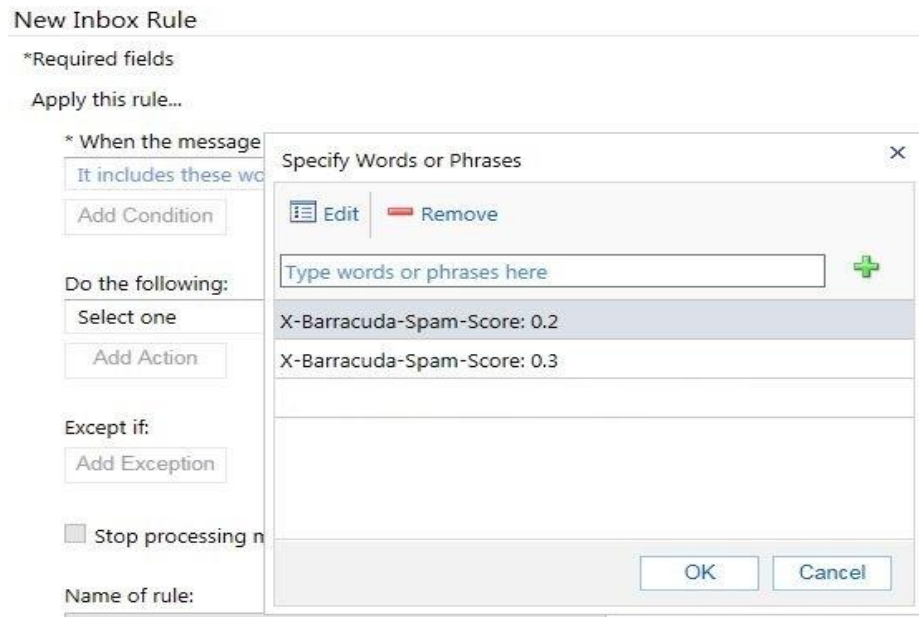 New Inbox Rule
*Required fields
Apply this rule...
* When the message
It includes these wo
Add Condition
Do the following:
Select one
Add Action
Except if:
Add Exception
Stop processing m
Name of rule:
Specify Words or Phrases
Edit
Remove
Type words or phrases here
X-Barracuda-Spam-Score: 0.2
X-Barracuda-Spam-Score: 0.3
OK
Cancel